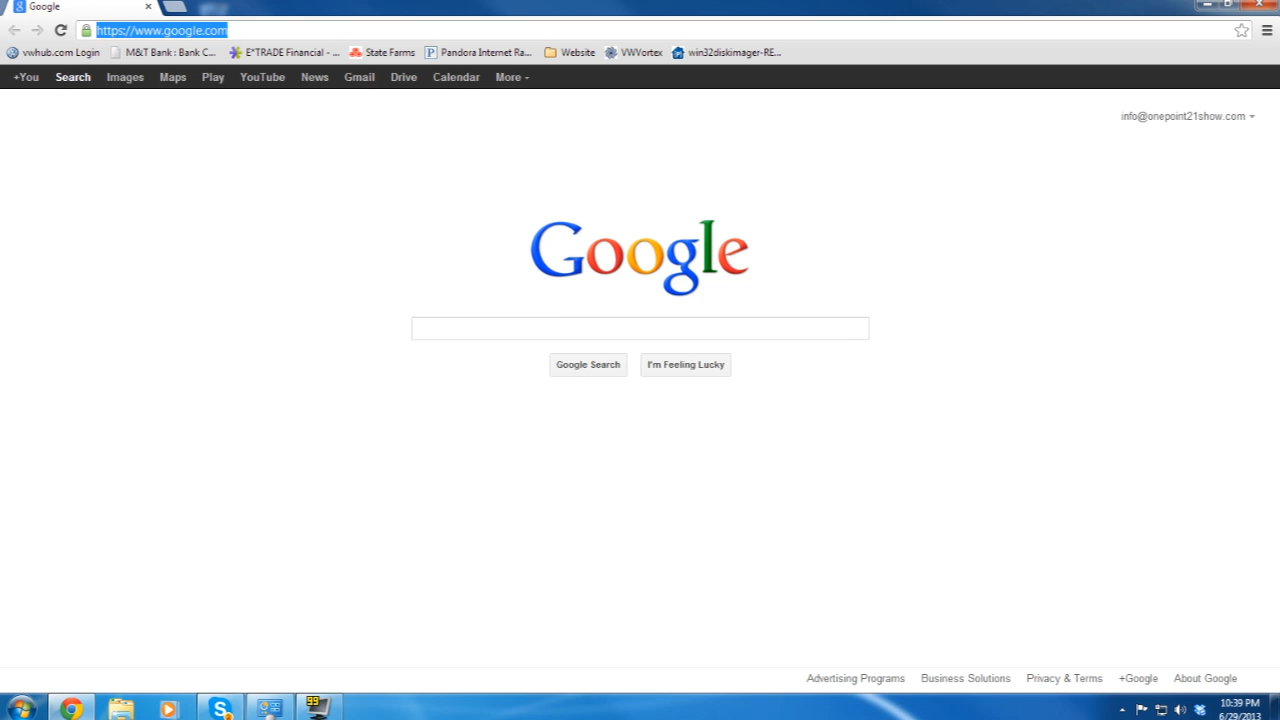 Google
https://www.google.com
vwhub.com Login M&T Bank : Bank C... E*TRADE Financial - ... State Farms Pandora Internet Ra... Website VWVortex win32diskimager-RE...
+You Search Images Maps Play YouTube News Gmail Drive Calendar More
info@onepoint21show.com
Google
Google Search I'm Feeling Lucky
Advertising Programs Business Solutions Privacy & Terms +Google About Google
99
10:39 PM
6/29/2013